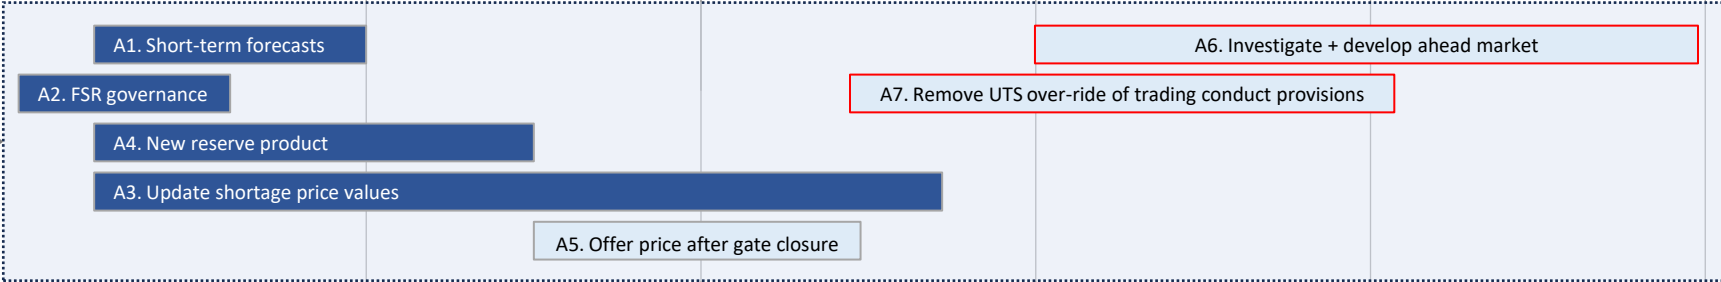 A1. Short-term forecasts
A6. Investigate + develop ahead market
A2. FSR governance
A7. Remove UTS over-ride of trading conduct provisions
A4. New reserve product
A3. Update shortage price values
A5. Offer price after gate closure